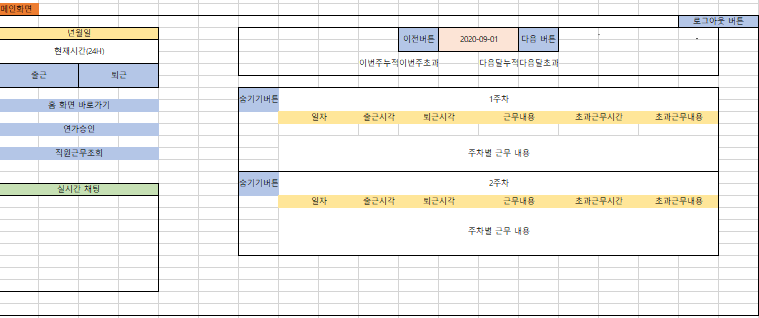 메인화면
로그아웃 버튼
년월일
현재시간(24H)
출근 퇴근
홈 화면 바로가기
연가승인
직원근무조회
실시간 채팅
이전버튼 2020-09-01 다음 버튼
이번주누적이번주초과 다음달누적다음달초과
숨기기버튼 1주차
일자 출근시각 퇴근시각 근무내용 초과근무시간 초과근무내용
주차별 근무 내용
숨기기버튼 2주차
일자 출근시각 퇴근시각 근무내용 초과근무시간 초과근무내용
주차별 근무 내용